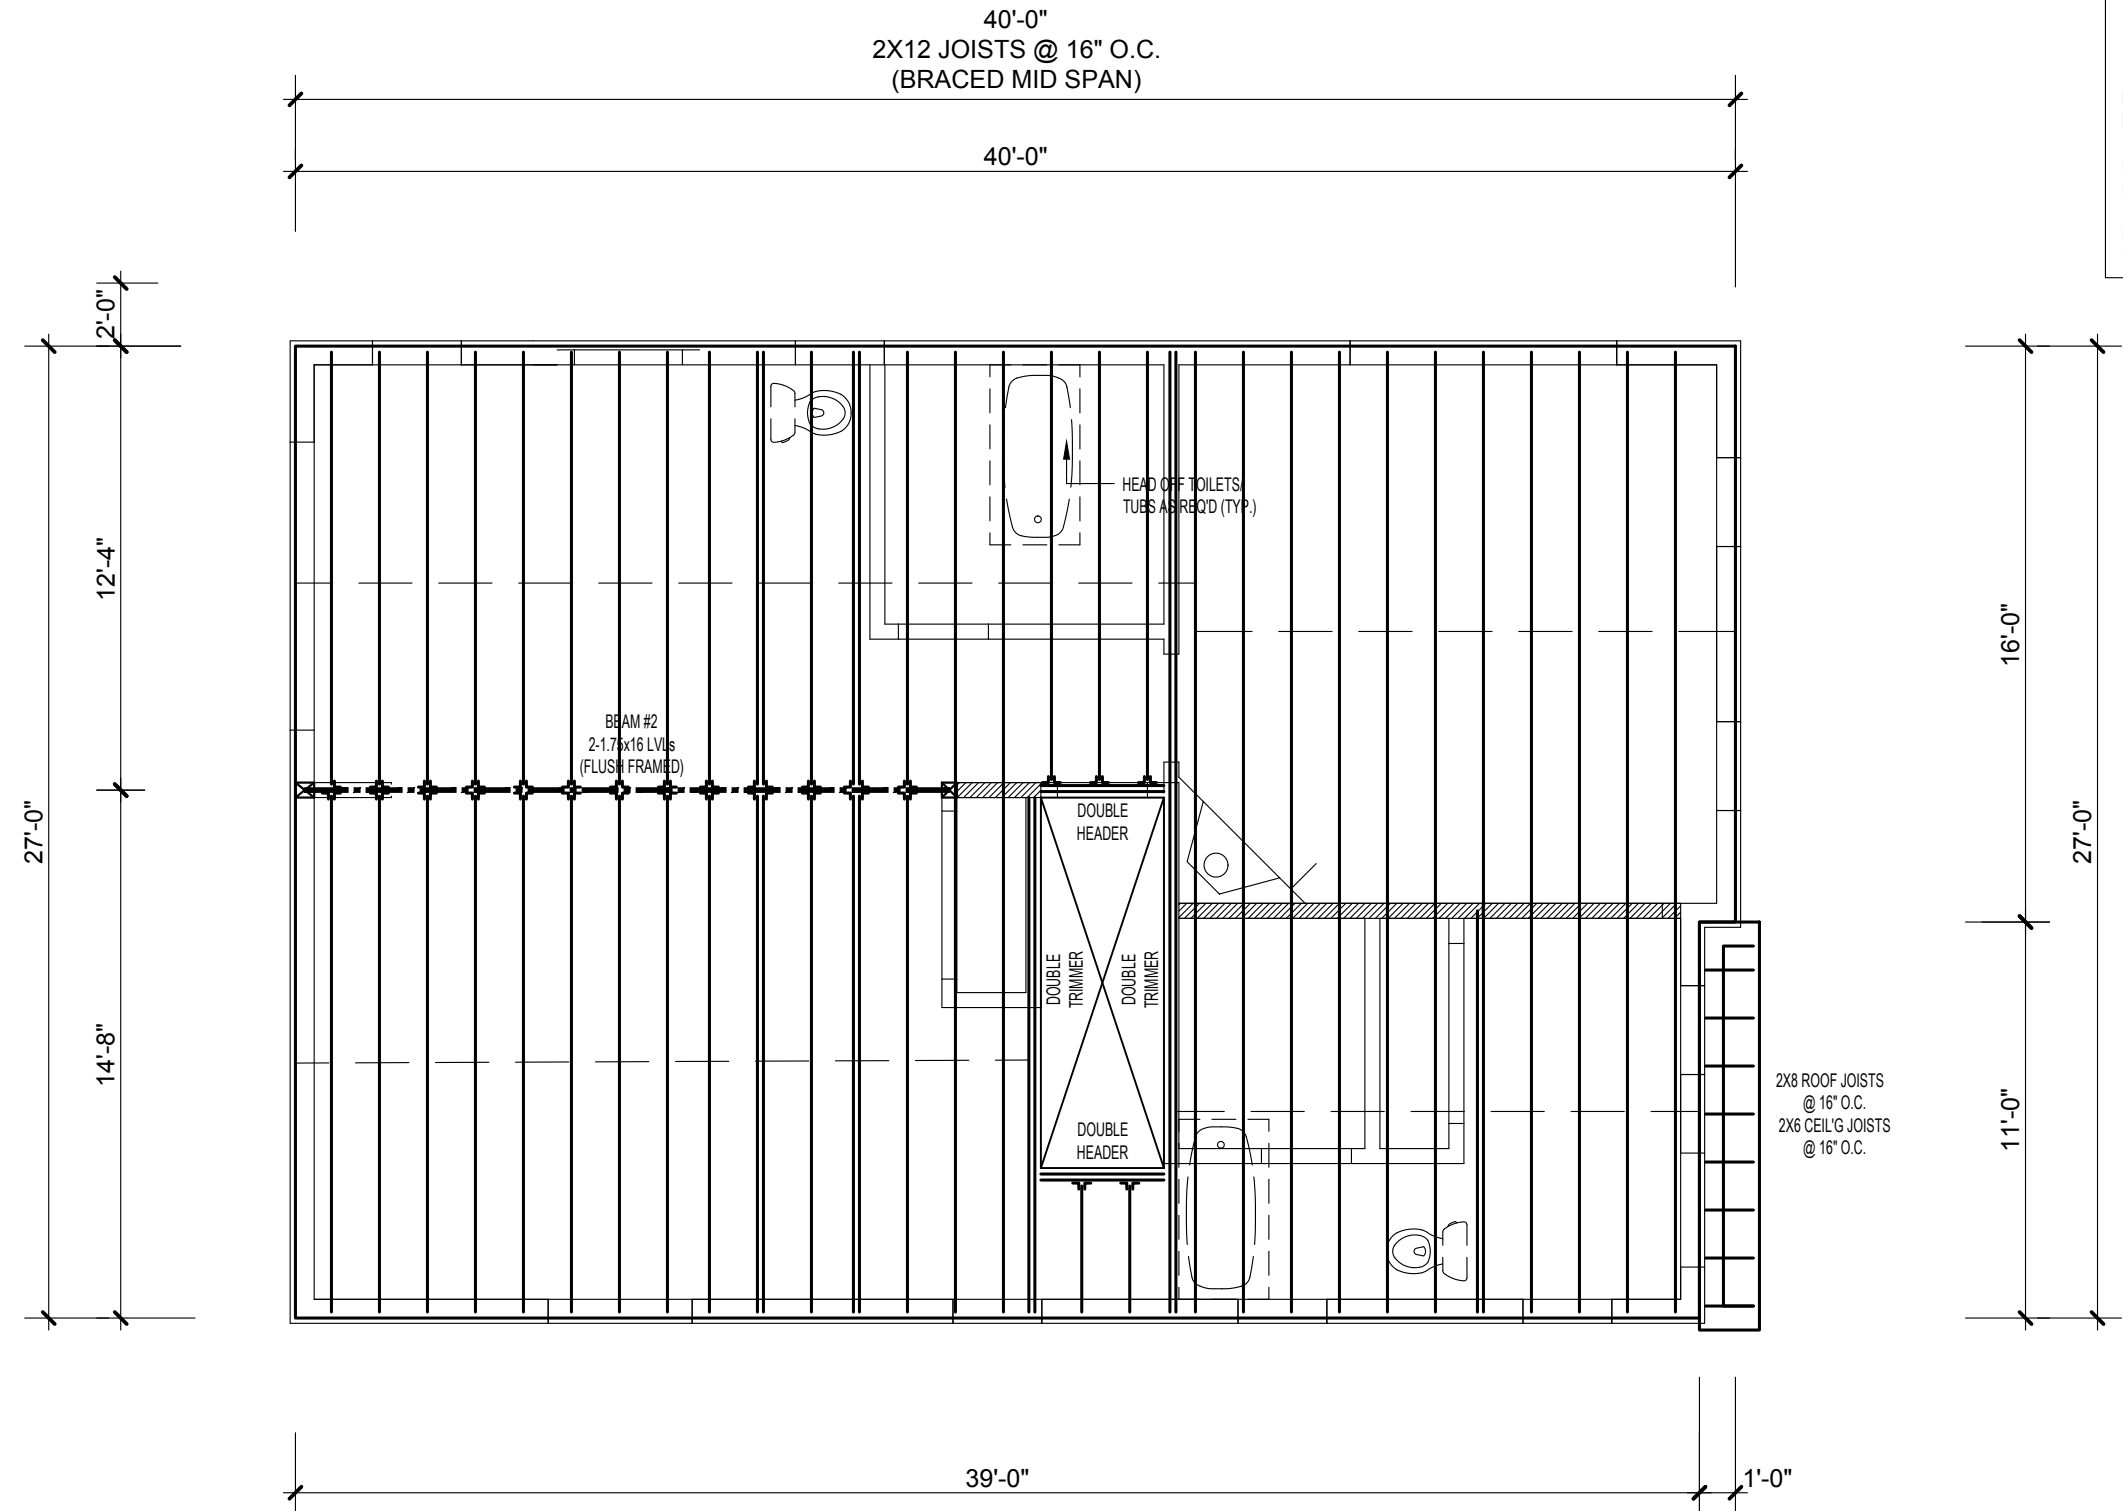 40'-0"
2X12 JOISTS @ 16" O.C.
(BRACED MID SPAN)
40'-0"
2'-0"
12'-4"
27'-0"
14'-8"
HEAD OFF TOILETS/
TUBS AS REQ'D (TYP.)
BEAM #2
2-1.75x16 LVLs
(FLUSH FRAMED)
DOUBLE
HEADER
DOUBLE
TRIMMER
DOUBLE
TRIMMER
DOUBLE
HEADER
16'-0"
27'-0"
11'-0"
2X8 ROOF JOISTS
@ 16" O.C.
2X6 CEIL'G JOISTS
@ 16" O.C.
39'-0"
1'-0"